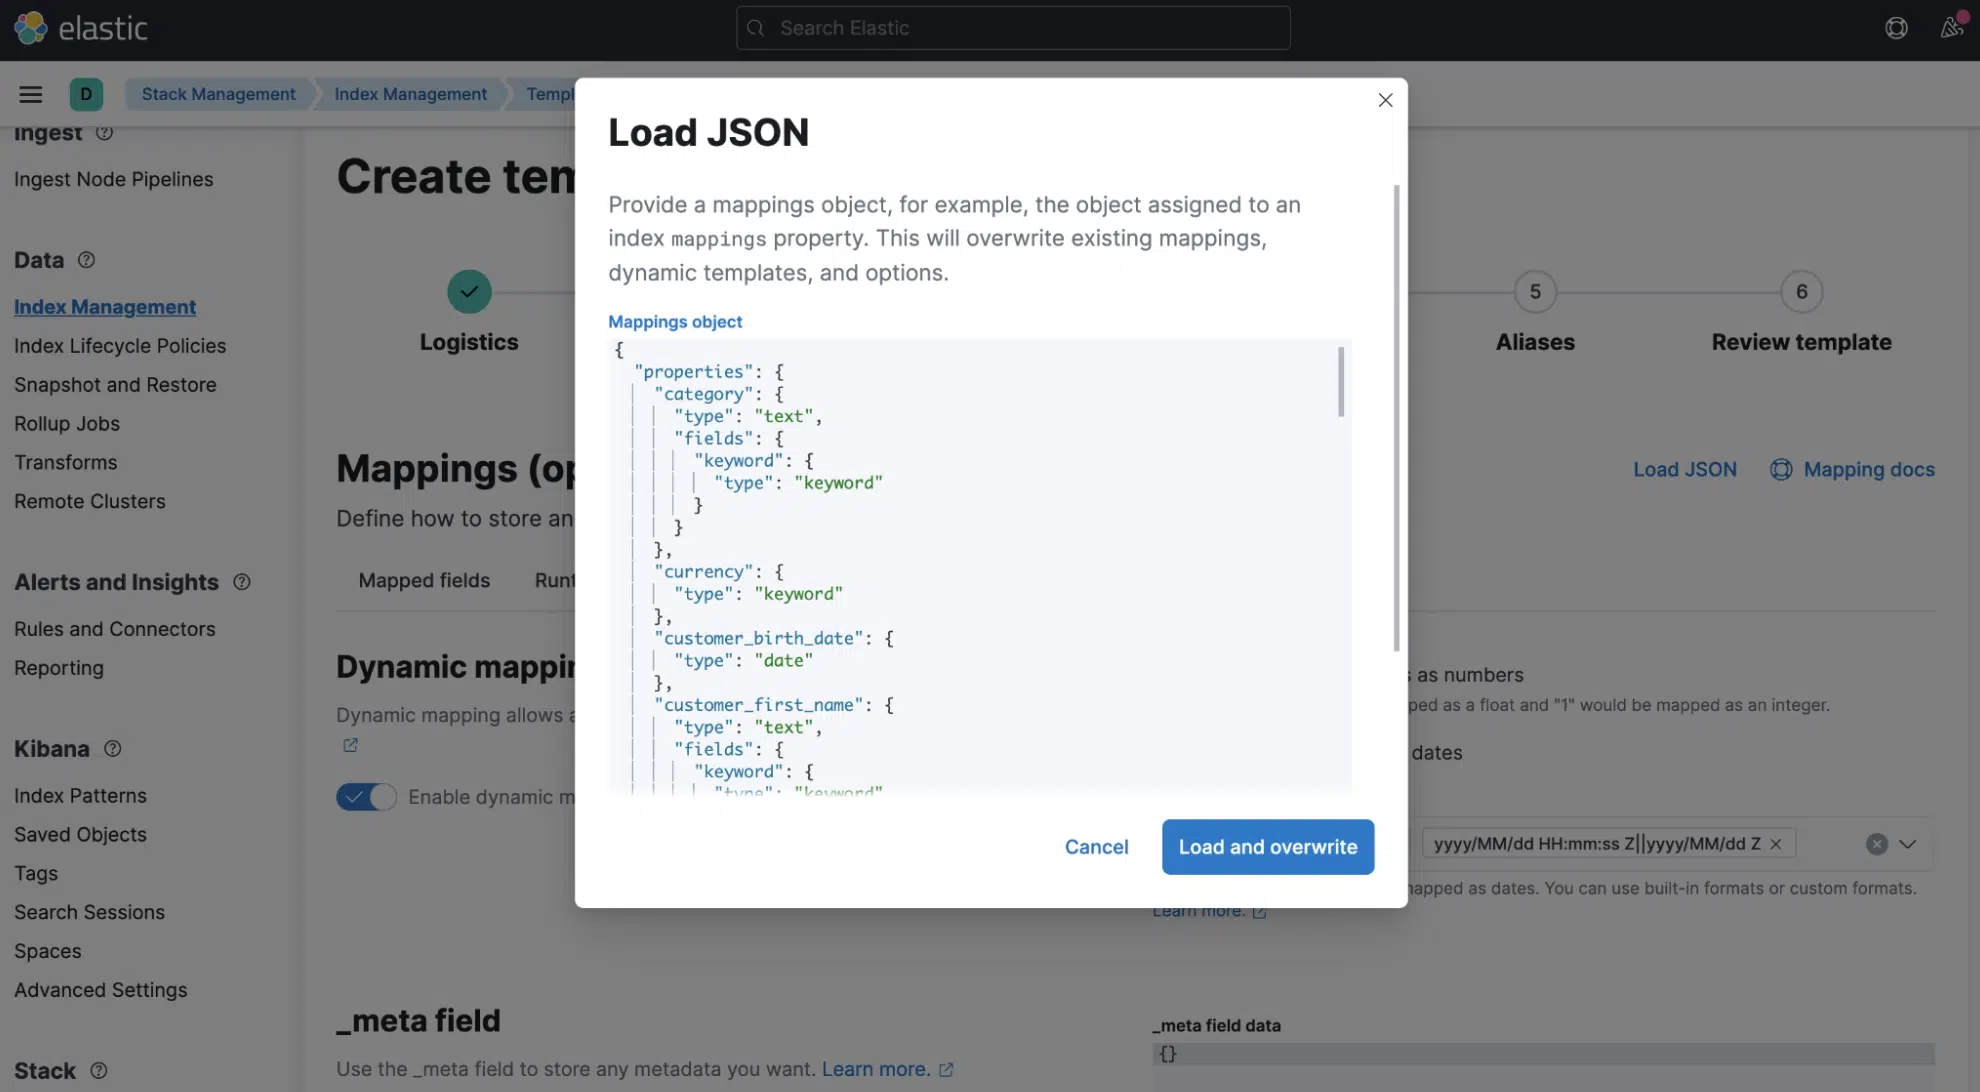 elastic
Search Elastic
D
Stack Management
Index Management
Templ
Ingest
Ingest Node Pipelines
Data
Index Management
Index Lifecycle Policies
Snapshot and Restore
Rollup Jobs
Transforms
Remote Clusters
Alerts and Insights
Rules and Connectors
Reporting
Kibana
Index Patterns
Saved Objects
Tags
Search Sessions
Spaces
Advanced Settings
Stack
Create tem
Logistics
5
Aliases
6
Review template
Mappings (op
Load JSON
Mapping docs
Define how to store an
Mapped fields
Runt
Dynamic mappin
Dynamic mapping allows a
Enable dynamic m
s as numbers
ped as a float and "1" would be mapped as an integer.
dates
yyyy/MM/dd HH:mm:ss Z||yyyy/MM/dd Z
mapped as dates. You can use built-in formats or custom formats.
Learn more.
_meta field
Use the _meta field to store any metadata you want. Learn more.
_meta field data
{}
Load JSON
Provide a mappings object, for example, the object assigned to an
index mappings property. This will overwrite existing mappings,
dynamic templates, and options.
Mappings object
{
"properties": {
"category": {
"type": "text",
"fields": {
"keyword": {
"type": "keyword"
}
}
},
"currency": {
"type": "keyword"
},
"customer_birth_date": {
"type": "date"
},
"customer_first_name": {
"type": "text",
"fields": {
"keyword": {
"type": "keyword"
Cancel
Load and overwrite